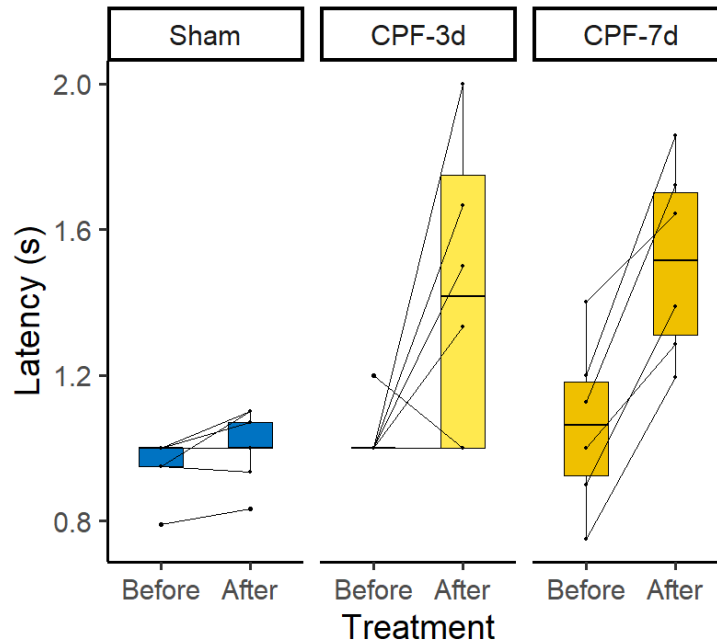 Sham CPF-3d CPF-7d
Latency (s)
2.0
1.6
1.2
0.8
Before After Before After Before After
Treatment